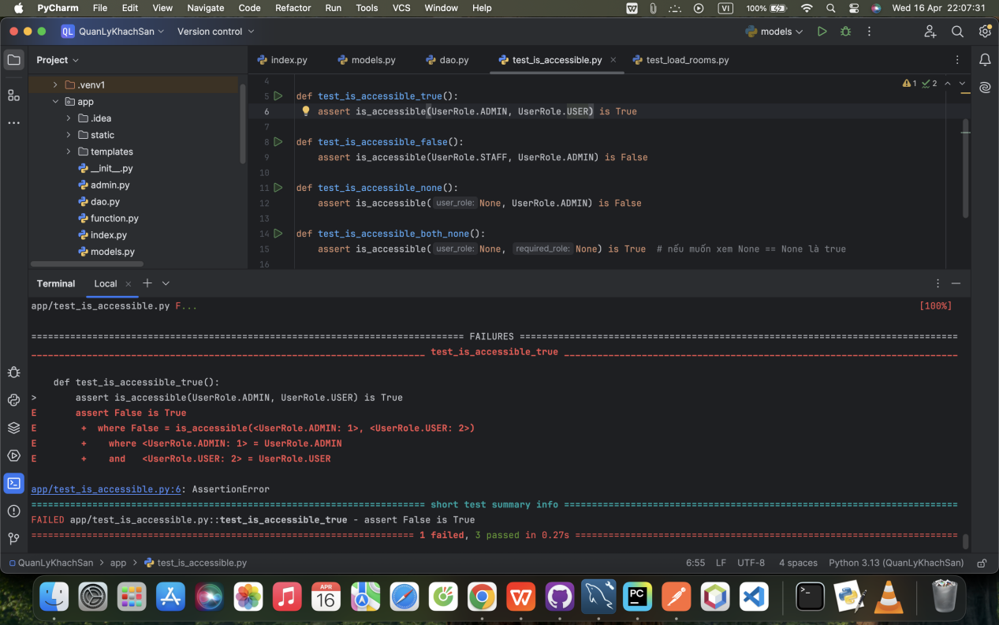 PyCharm File Edit View Navigate Code Refactor Run Tools VCS Window Help VI 100% Wed 16 Apr 22:07:31
QL QuanLyKhachSan Version control models
Project
index.py models.py dao.py test_is_accessible.py test_load_rooms.py
.venv1
app
.idea
static
templates
__init__.py
admin.py
dao.py
function.py
index.py
models.py
1 2
4
5 def test_is_accessible_true():
6 assert is_accessible(UserRole.ADMIN, UserRole.USER) is True
7
8 def test_is_accessible_false():
9 assert is_accessible(UserRole.STAFF, UserRole.ADMIN) is False
10
11 def test_is_accessible_none():
12 assert is_accessible( user_role: None, UserRole.ADMIN) is False
13
14 def test_is_accessible_both_none():
15 assert is_accessible( user_role: None, required_role: None) is True # nếu muốn xem None == None là true
16
Terminal Local
app/test_is_accessible.py F... [100%]
=============================== FAILURES ===============================
_______________________________ test_is_accessible_true _______________________________
def test_is_accessible_true():
> assert is_accessible(UserRole.ADMIN, UserRole.USER) is True
E assert False is True
E + where False = is_accessible(<UserRole.ADMIN: 1>, <UserRole.USER: 2>)
E + where <UserRole.ADMIN: 1> = UserRole.ADMIN
E + and <UserRole.USER: 2> = UserRole.USER
app/test_is_accessible.py:6: AssertionError
=============================== short test summary info ===============================
FAILED app/test_is_accessible.py::test_is_accessible_true - assert False is True
=============================== 1 failed, 3 passed in 0.27s ===============================
QuanLyKhachSan > app > test_is_accessible.py 6:55 LF UTF-8 4 spaces Python 3.13 (QuanLyKhachSan)
APR
16
PC